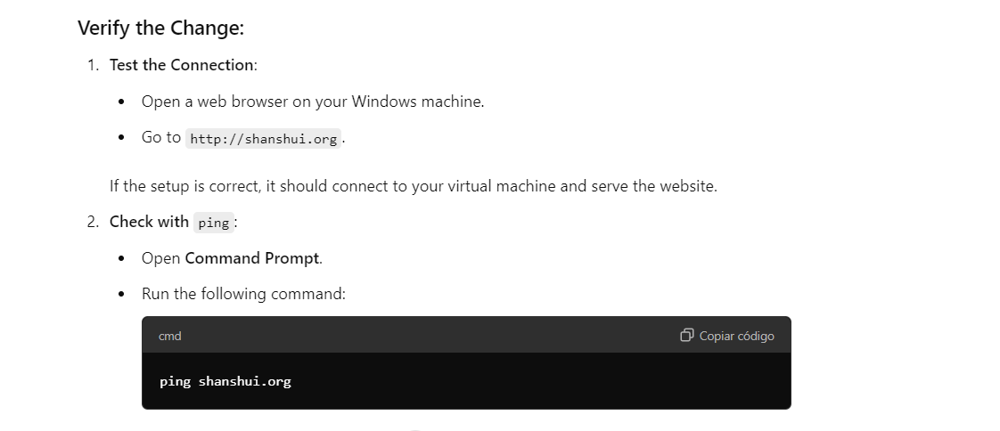 Verify the Change:
1. Test the Connection:
• Open a web browser on your Windows machine.
• Go to http://shanshui.org.
If the setup is correct, it should connect to your virtual machine and serve the website.
2. Check with ping:
• Open Command Prompt.
• Run the following command:
cmd Copiar código
ping shanshui.org